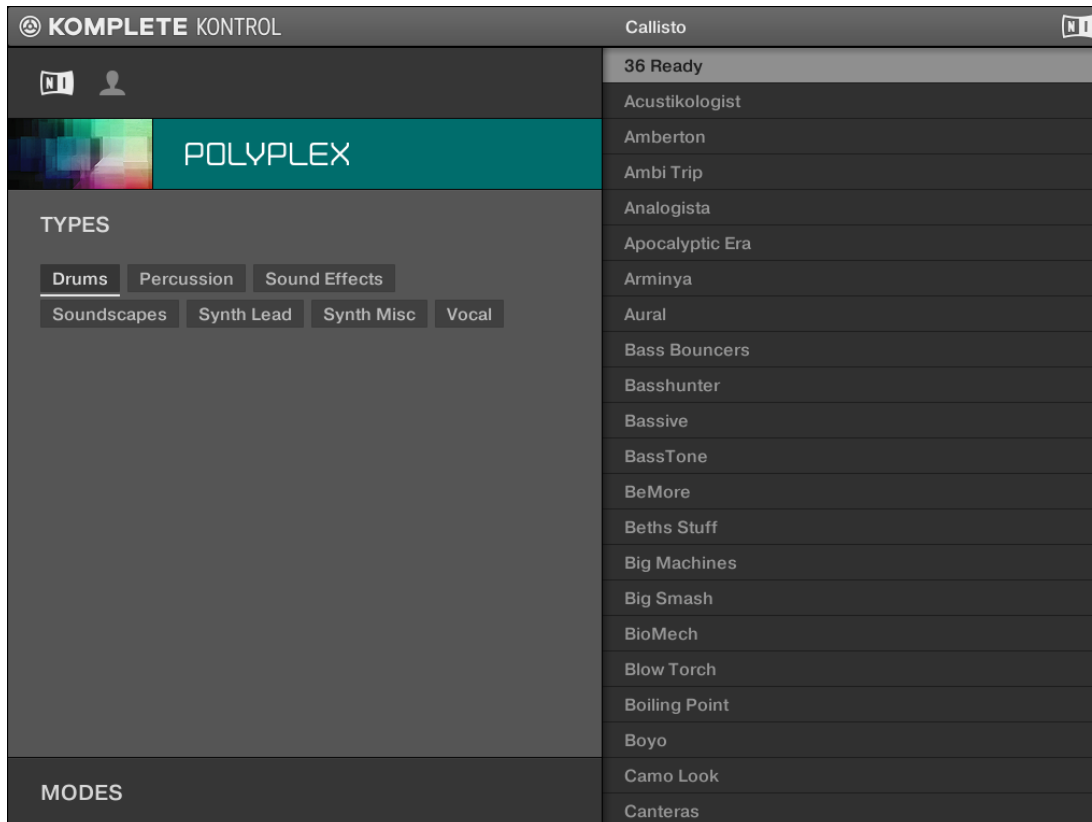 KOMPLETE KONTROL
NI
POLYPLEX
TYPES
Drums Percussion Sound Effects
Soundscapes Synth Lead Synth Misc Vocal
MODES
Callisto NI
36 Ready
Acustikologist
Amberton
Ambi Trip
Analogista
Apocalyptic Era
Arminya
Aural
Bass Bouncers
Basshunter
Bassive
BassTone
BeMore
Beths Stuff
Big Machines
Big Smash
BioMech
Blow Torch
Boiling Point
Boyo
Camo Look
Canteras